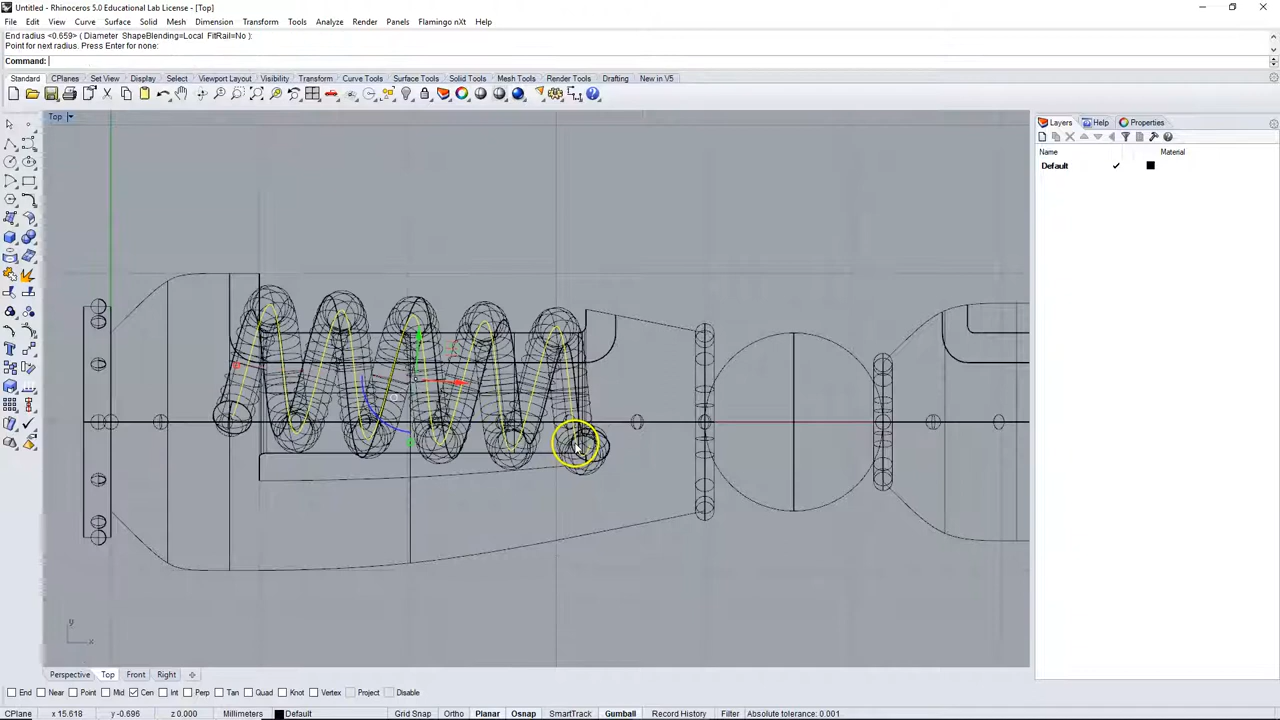 Untitled - Rhinoceros 5.0 Educational Lab License - [Top]
File Edit View Curve Surface Solid Mesh Dimension Transform Tools Analyze Render Panels Flamingo nXt Help
End radius <0.659> ( Diameter ShapeBlending=Local FitRail=No ):
Point for next radius. Press Enter for none:
Command:
Standard CPlanes Set View Display Select Viewport Layout Visibility Transform Curve Tools Surface Tools Solid Tools Mesh Tools Render Tools Drafting New in V5
Top
Layers Help Properties
Name Material
Default
y
x
Perspective Top Front Right
End Near Point Mid Cen Int Perp Tan Quad Knot Vertex Project Disable
CPlane x 15.618 y -0.696 z 0.000 Millimeters Default Grid Snap Ortho Planar Osnap SmartTrack Gumball Record History Filter Absolute tolerance: 0.001